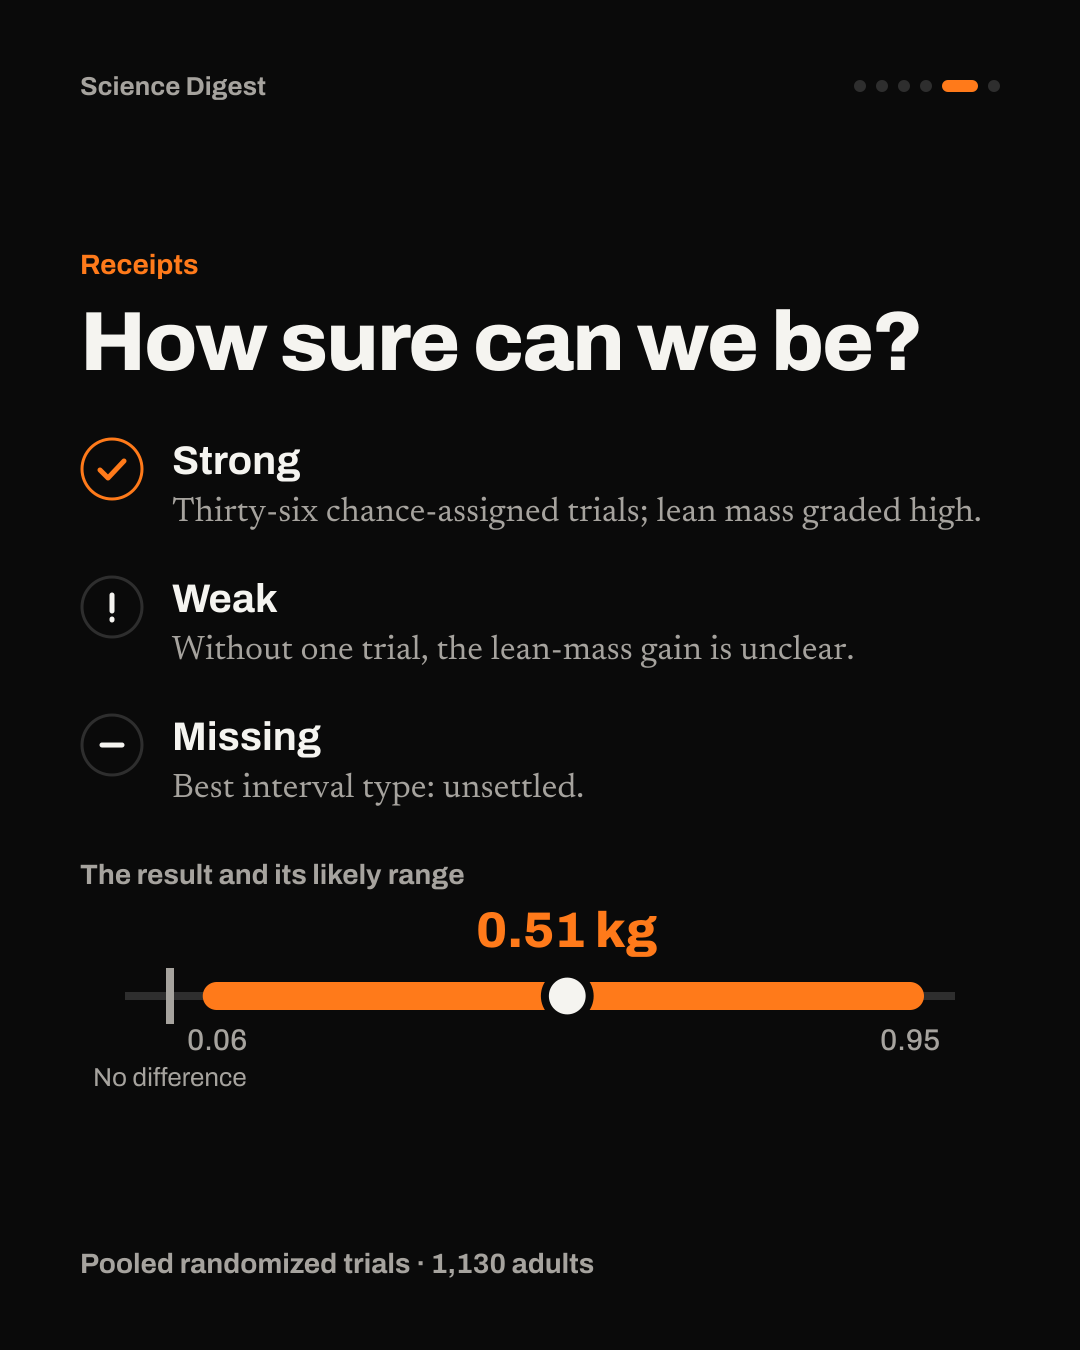 Science Digest
Receipts
How sure can we be?
Strong
Thirty-six chance-assigned trials; lean mass graded high.
Weak
Without one trial, the lean-mass gain is unclear.
Missing
Best interval type: unsettled.
The result and its likely range
0.51 kg
0.06
0.95
No difference
Pooled randomized trials · 1,130 adults